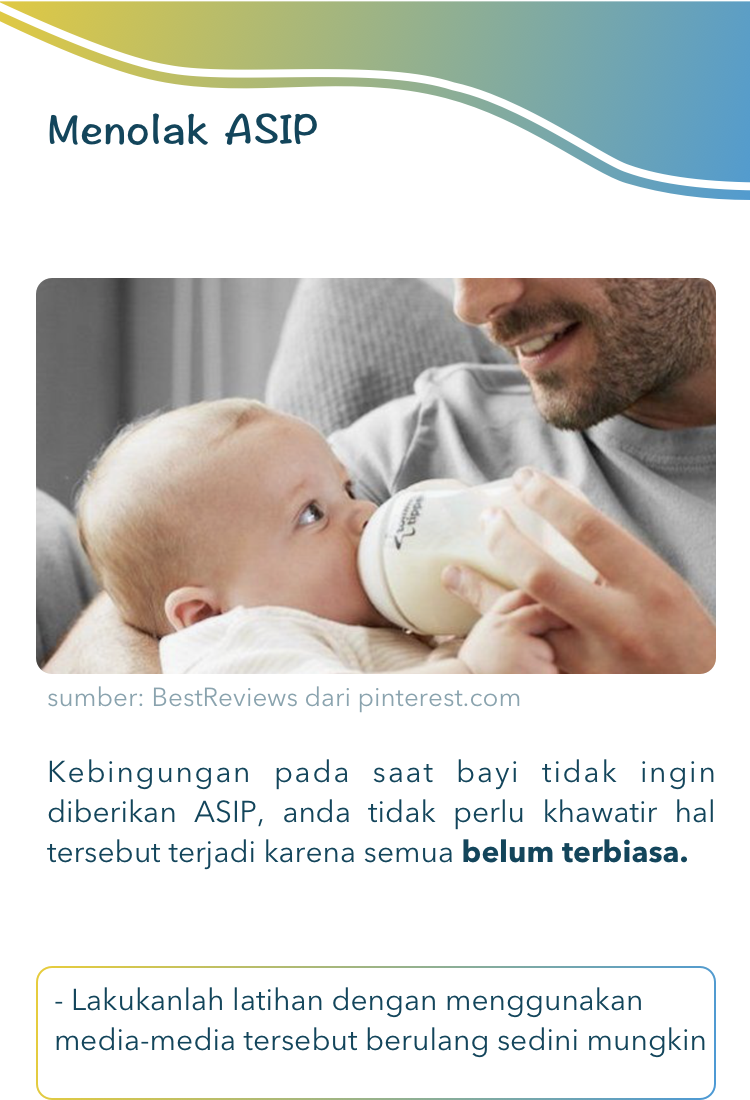 Menolak ASIP
sumber: BestReviews dari pinterest.com
Kebingungan pada saat bayi tidak ingin
diberikan ASIP, anda tidak perlu khawatir hal
tersebut terjadi karena semua belum terbiasa.
- Lakukanlah latihan dengan menggunakan
media-media tersebut berulang sedini mungkin